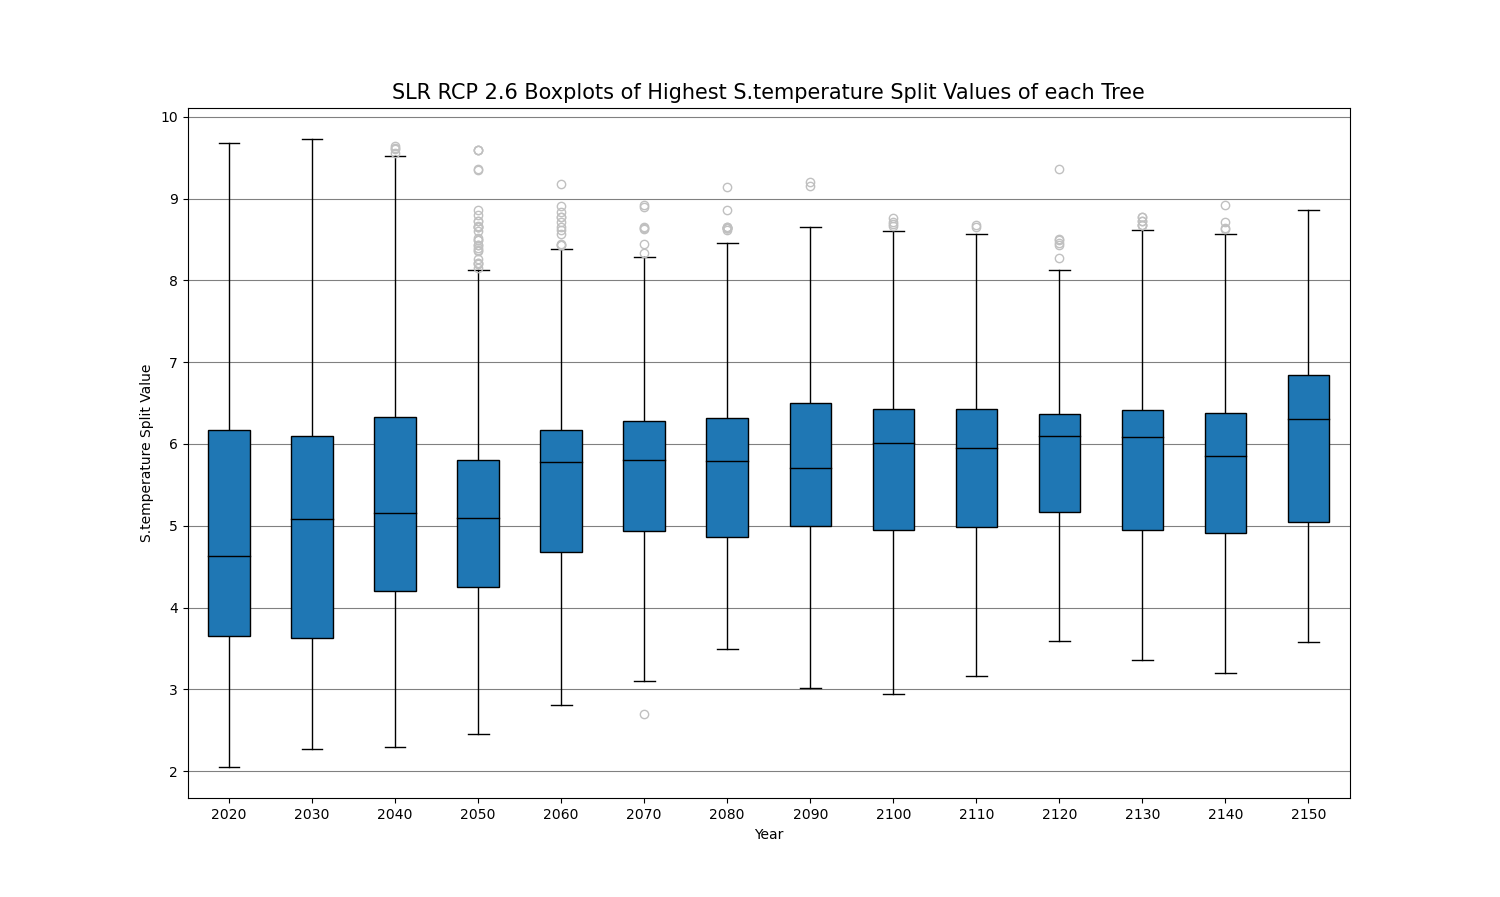 SLR RCP 2.6 Boxplots of Highest S.temperature Split Values of each Tree
10
9
8
7
6
5
4
3
2
S.temperature Split Value
2020 2030 2040 2050 2060 2070 2080 2090 2100 2110 2120 2130 2140 2150
Year